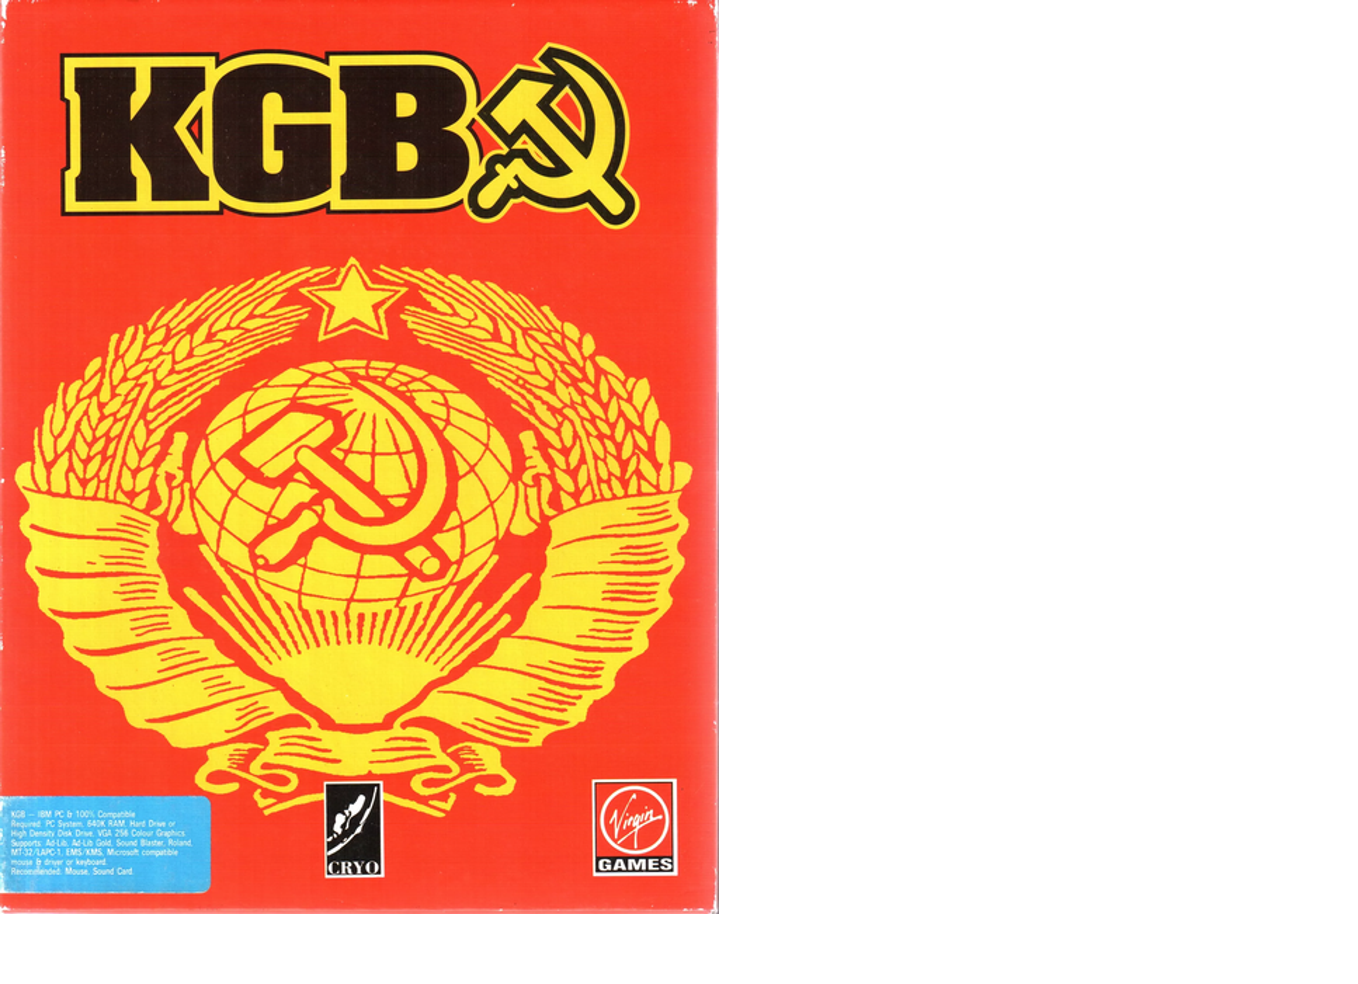 KGB
KGB — IBM PC & 100% Compatible
Required: PC System, 640K RAM, Hard Drive or
High Density Disk Drive, VGA 256 Colour Graphics.
Supports: Ad-Lib, Ad-Lib Gold, Sound Blaster, Roland,
MT-32/LAPC-1, EMS/XMS, Microsoft compatible
mouse & driver or keyboard.
Recommended: Mouse, Sound Card.
CRYO
Virgin
GAMES